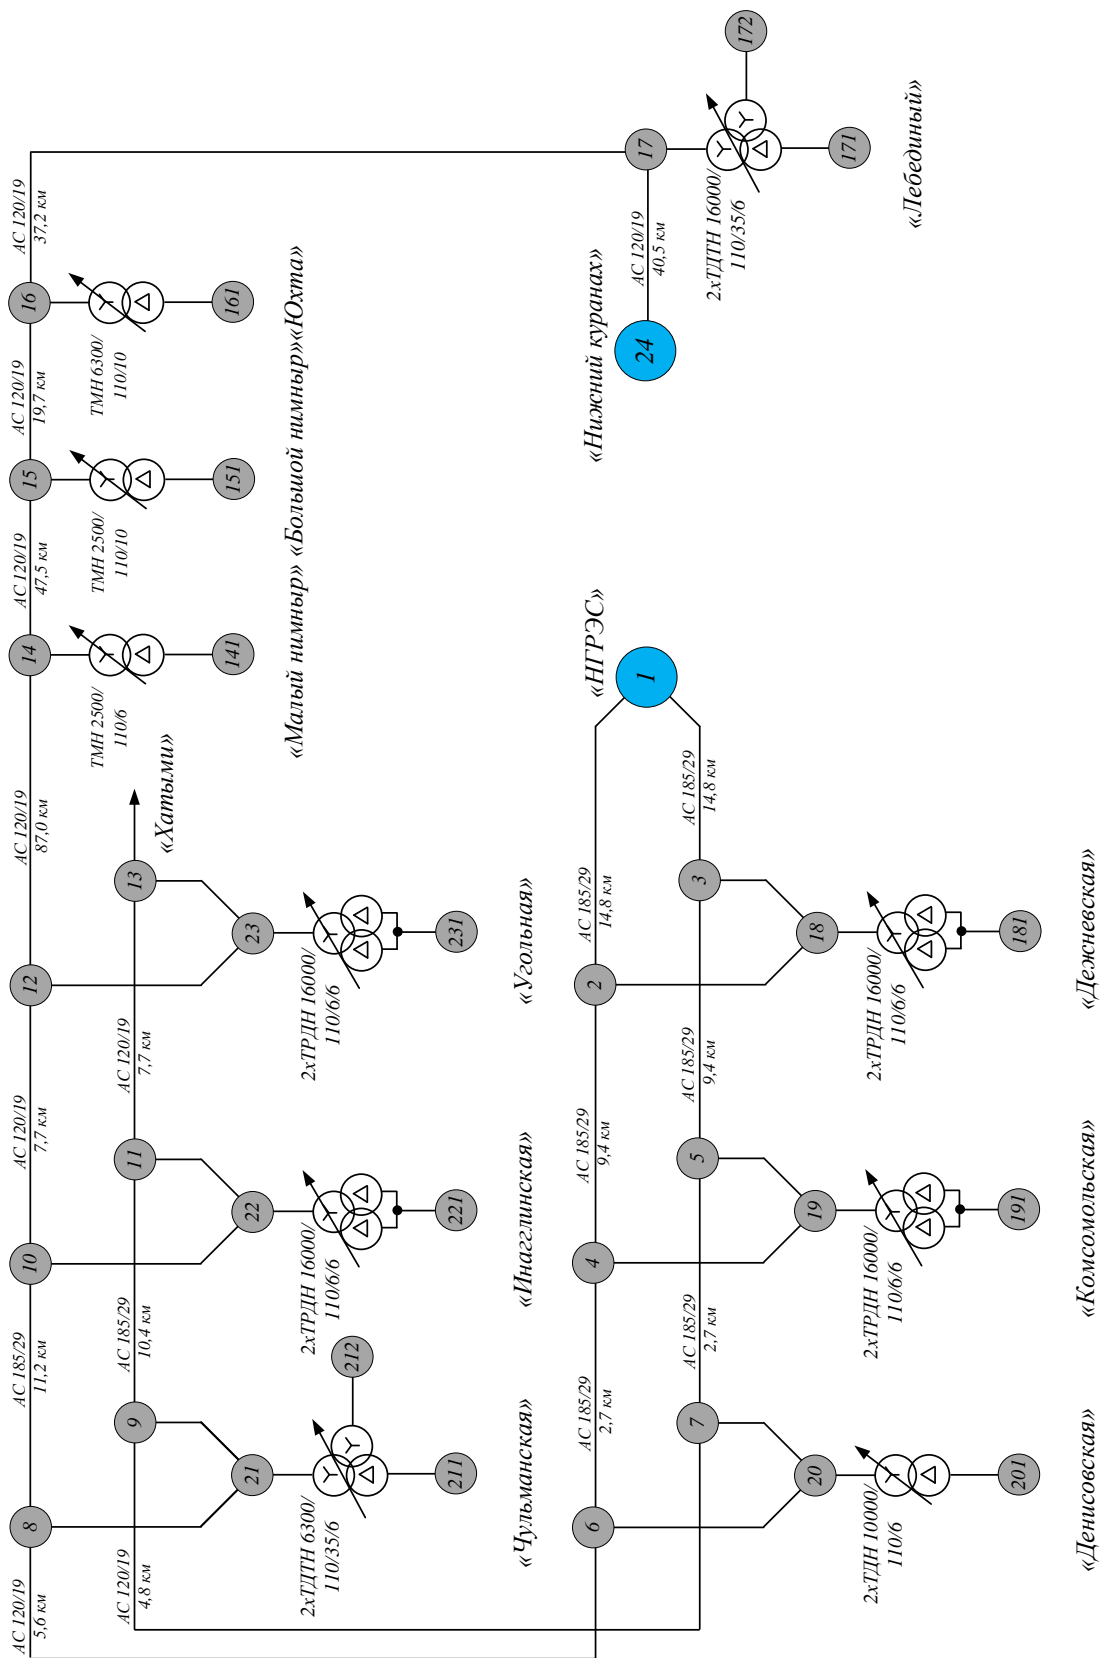 АС 120/19
5,6 км
8
АС 185/29
11,2 км
10
АС 120/19
7,7 км
12
АС 120/19
87,0 км
14
АС 120/19
47,5 км
15
АС 120/19
19,7 км
16
АС 120/19
37,2 км
ТМН 2500/
110/6
141
ТМН 2500/
110/10
151
ТМН 6300/
110/10
161
«Малый нимныр» «Большой нимныр»«Юхта»
АС 120/19
4,8 км
9
АС 185/29
10,4 км
11
АС 120/19
7,7 км
13
«Хатыми»
21
22
23
2хТДТН 6300/
110/35/6
212
211
2хТРДН 16000/
110/6/6
221
2хТРДН 16000/
110/6/6
231
«Чульманская»
«Инагглинская»
«Угольная»
«Нижний куранах»
24
АС 120/19
40,5 км
17
2хТДТН 16000/
110/35/6
172
171
«Лебединый»
6
АС 185/29
2,7 км
4
АС 185/29
9,4 км
2
АС 185/29
14,8 км
«НГРЭС»
1
7
АС 185/29
2,7 км
5
АС 185/29
9,4 км
3
АС 185/29
14,8 км
20
19
18
2хТДН 10000/
110/6
201
2хТРДН 16000/
110/6/6
191
2хТРДН 16000/
110/6/6
181
«Денисовская»
«Комсомольская»
«Дежневская»